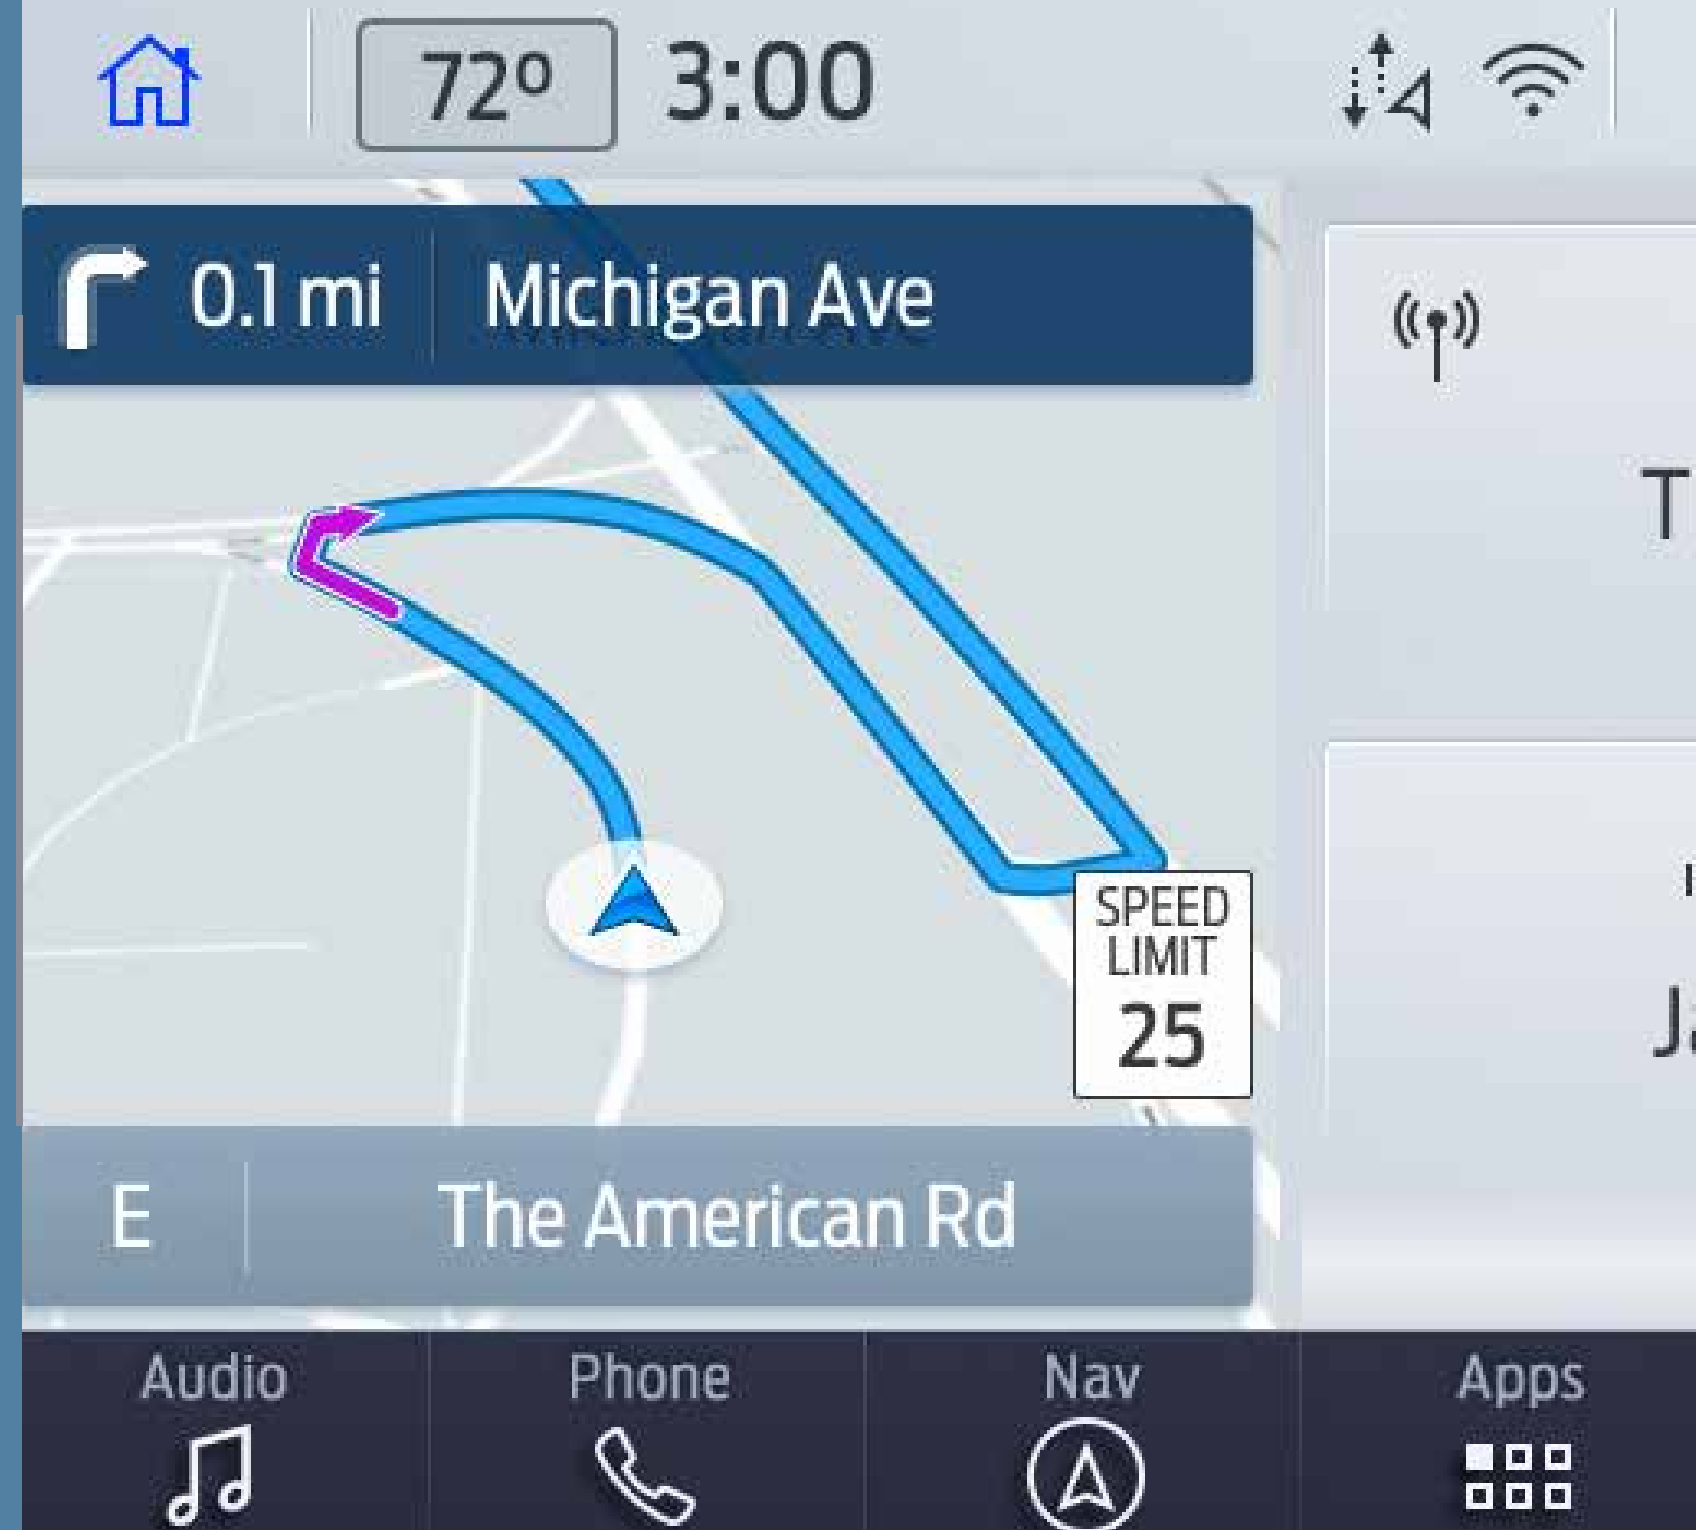 72° 3:00
0.1 mi Michigan Ave
SPEED
LIMIT
25
E The American Rd
Audio Phone Nav Apps